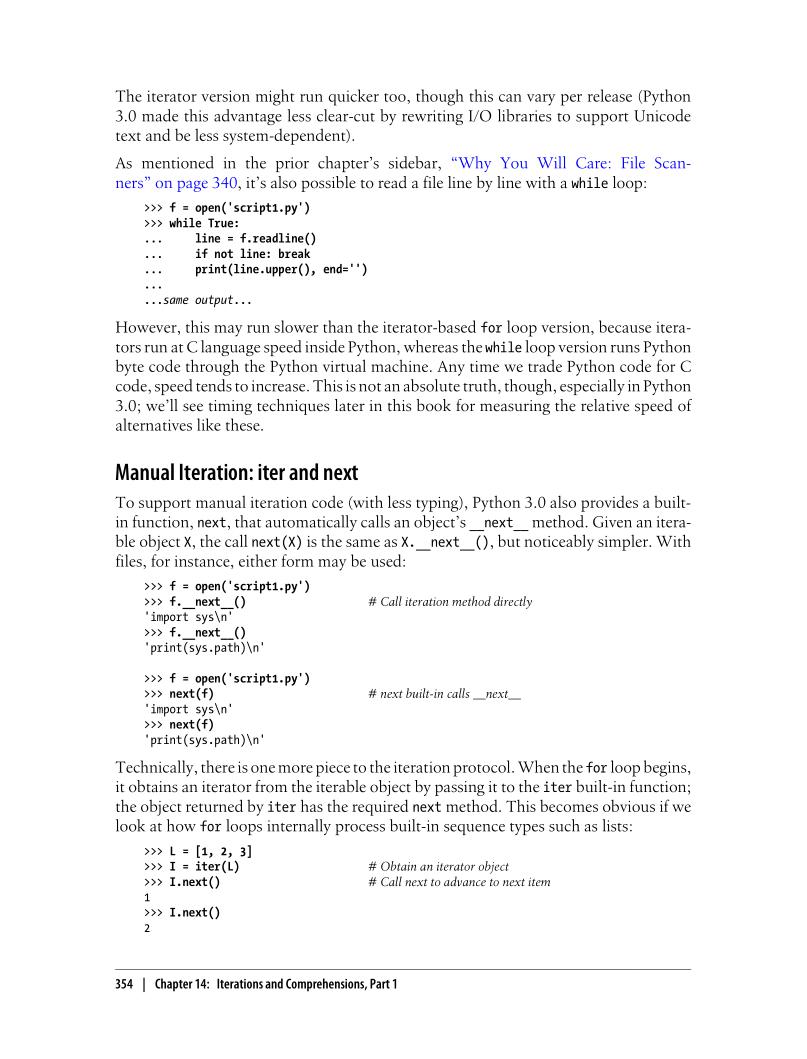 The iterator version might run quicker too, though this can vary per release (Python
3.0 made this advantage less clear-cut by rewriting I/O libraries to support Unicode
text and be less system-dependent).
As mentioned in the prior chapter’s sidebar, “Why You Will Care: File Scan-
ners” on page 340, it’s also possible to read a file line by line with a while loop:
>>> f = open('script1.py')
>>> while True:
...     line = f.readline()
...     if not line: break
...     print(line.upper(), end='')
...
...same output...
However, this may run slower than the iterator-based for loop version, because itera-
tors run at C language speed inside Python, whereas the while loop version runs Python
byte code through the Python virtual machine. Any time we trade Python code for C
code, speed tends to increase. This is not an absolute truth, though, especially in Python
3.0; we’ll see timing techniques later in this book for measuring the relative speed of
alternatives like these.
Manual Iteration: iter and next
To support manual iteration code (with less typing), Python 3.0 also provides a built-
in function, next, that automatically calls an object’s __next__ method. Given an itera-
ble object X, the call next(X) is the same as X.__next__(), but noticeably simpler. With
files, for instance, either form may be used:
>>> f = open('script1.py')
>>> f.__next__()                 # Call iteration method directly
'import sys\n'
>>> f.__next__()
'print(sys.path)\n'
>>> f = open('script1.py')
>>> next(f)                      # next built-in calls __next__
'import sys\n'
>>> next(f)
'print(sys.path)\n'
Technically, there is one more piece to the iteration protocol. When the for loop begins,
it obtains an iterator from the iterable object by passing it to the iter built-in function;
the object returned by iter has the required next method. This becomes obvious if we
look at how for loops internally process built-in sequence types such as lists:
>>> L = [1, 2, 3]
>>> I = iter(L)                  # Obtain an iterator object
>>> I.next()                     # Call next to advance to next item
1
>>> I.next()
2
354 | Chapter 14: Iterations and Comprehensions, Part 1